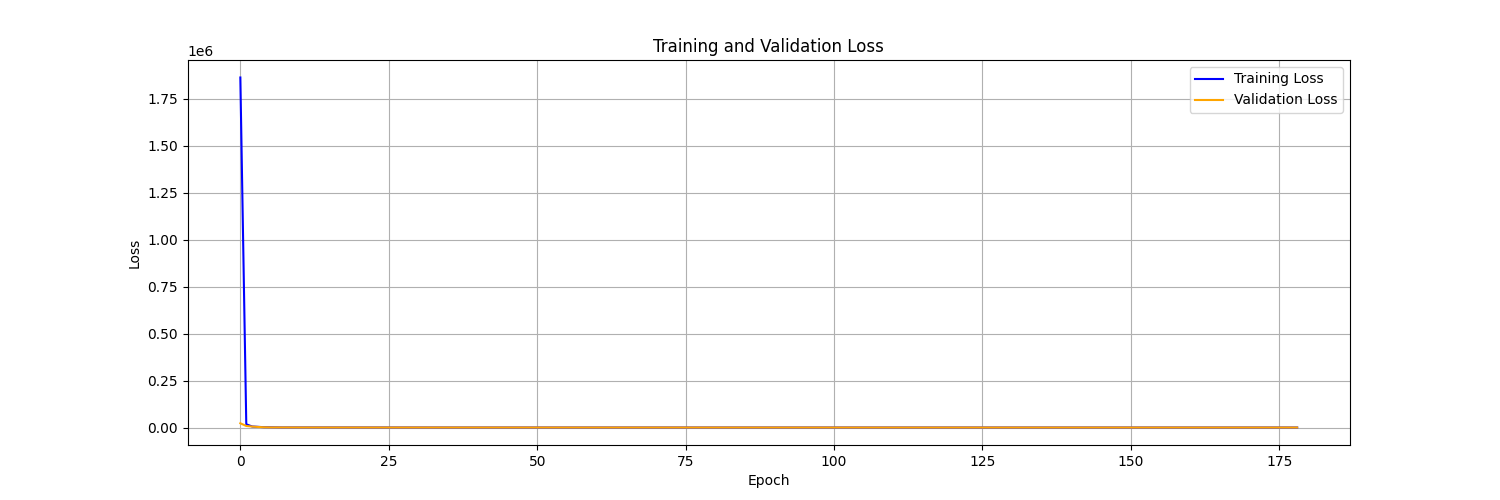 Training and Validation Loss
1e6
Training Loss
Validation Loss
1.75
1.50
1.25
1.00
0.75
0.50
0.25
0.00
Loss
0 25 50 75 100 125 150 175
Epoch